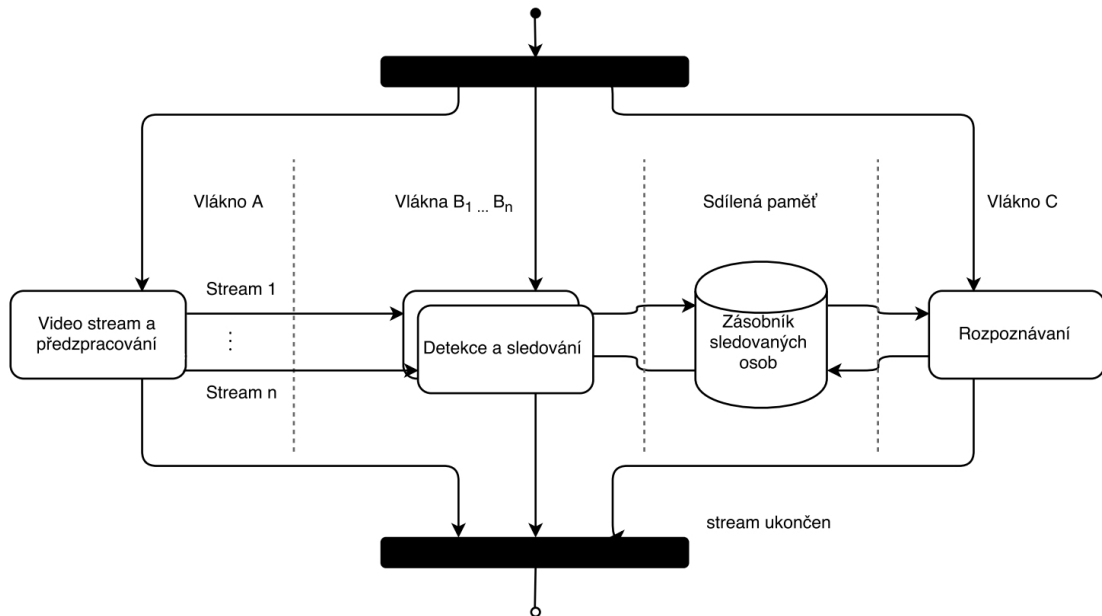 Vlákno A
Vlákna B1 ... Bn
Sdílená paměť
Vlákno C
Stream 1
Video stream a
předzpracování
⋮
Stream n
Detekce a sledování
Zásobník
sledovaných
osob
Rozpoznávaní
stream ukončen